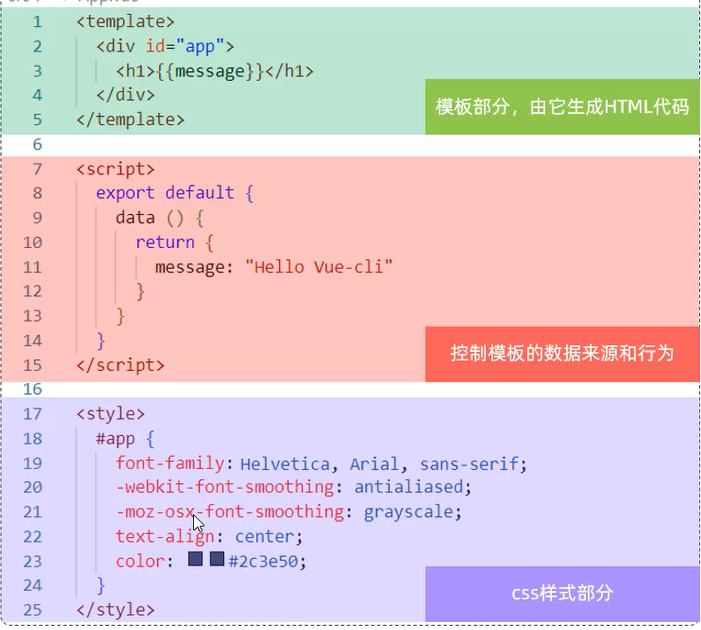 1 <template>
2 <div id="app">
3 <h1>{{message}}</h1>
4 </div>
5 </template>
模板部分，由它生成HTML代码
6
7 <script>
8 export default {
9 data () {
10 return {
11 message: "Hello Vue-cli"
12 }
13 }
14 }
15 </script>
控制模板的数据来源和行为
16
17 <style>
18 #app {
19 font-family: Helvetica, Arial, sans-serif;
20 -webkit-font-smoothing: antialiased;
21 -moz-osx-font-smoothing: grayscale;
22 text-align: center;
23 color: #2c3e50;
24 }
25 </style>
css样式部分